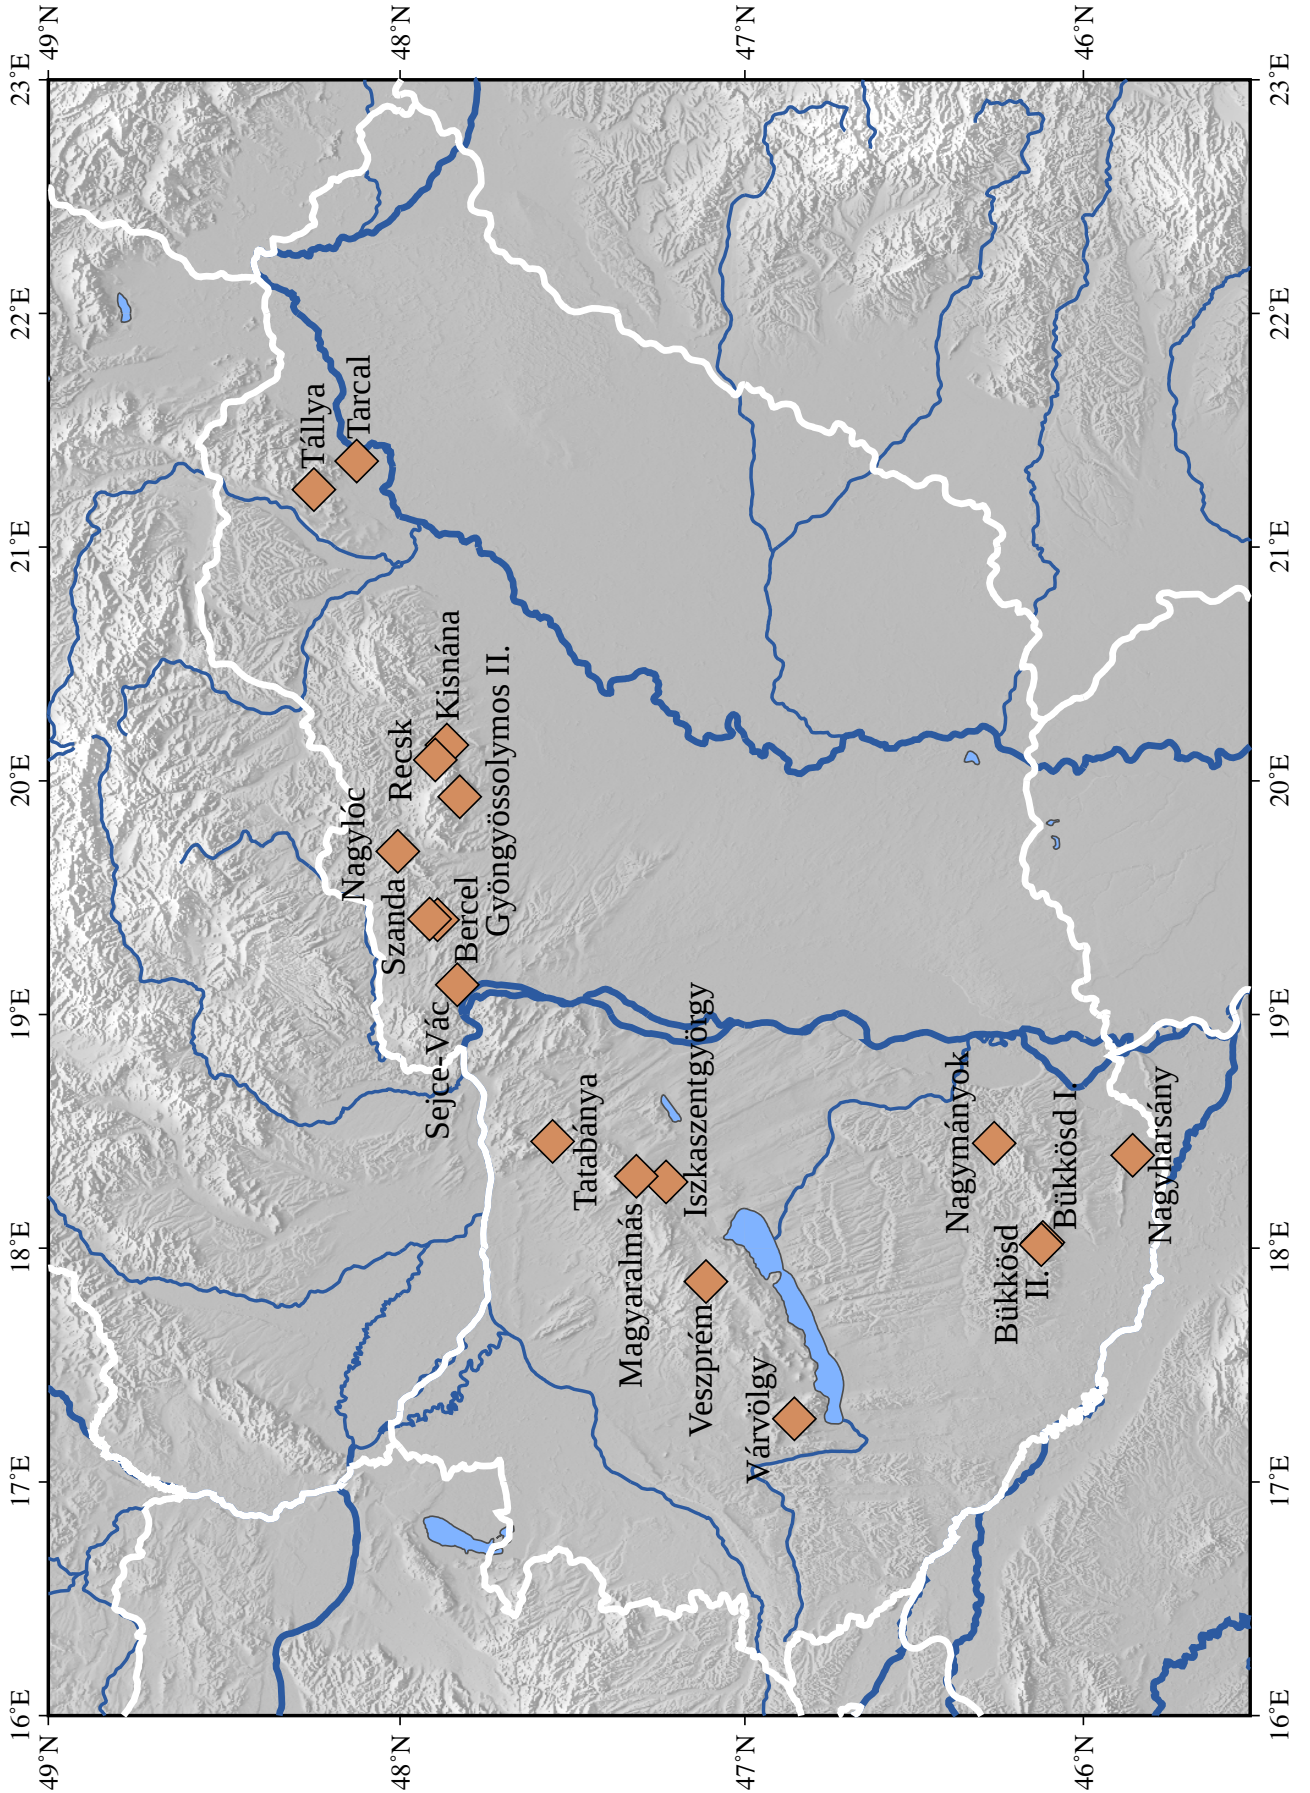 16˚E
17˚E
18˚E
19˚E
20˚E
21˚E
22˚E
23˚E
49˚N
49˚N
Tállya
Tarcal
Nagylóc
Recsk
Kisnána
Szanda
Gyöngyössolymos II.
Bercel
48˚N
48˚N
Sejce-Vác
Tatabánya
Magyaralmás
Iszkaszentgyörgy
Veszprém
Várvölgy
47˚N
47˚N
Nagymányok
Bükkösd
II.
Bükkösd I.
46˚N
46˚N
Nagyharsány
16˚E
17˚E
18˚E
19˚E
20˚E
21˚E
22˚E
23˚E